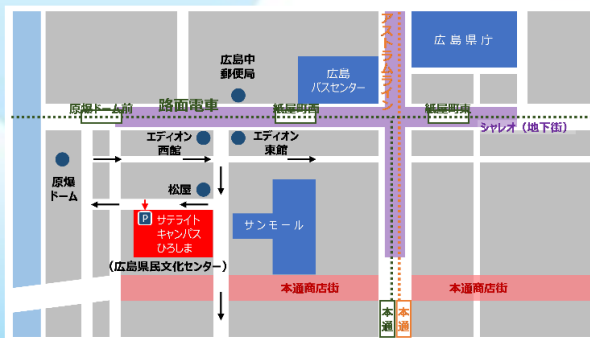 広島中
郵便局
広島
バスセンター
アストラムライン
広島県庁
路面電車
原爆ドーム前
紙屋町西
紙屋町東
シャレオ（地下街）
エディオン
西館
エディオン
東館
原爆
ドーム
松屋
P
サテライト
キャンパス
ひろしま
サンモール
（広島県民文化センター）
本通商店街
本通商店街
本通
本通